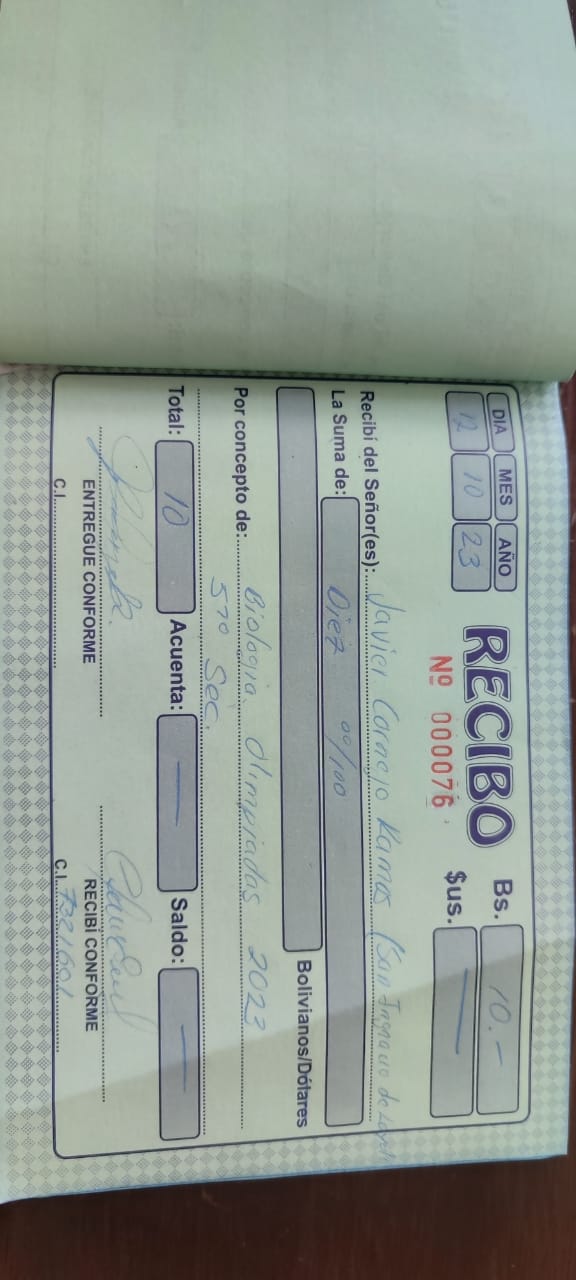 DIA MES AÑO
12 10 23
RECIBO
Nº 000076
Bs. 10.-
$us. —
Recibí del Señor(es): Javier Cornejo Ramos (San Ignacio de
La Suma de: Diez 00/100
Bolivianos/Dólares
Por concepto de: Biologia Olimpiadas 2023
5to Sec.
Total: 10 Acuenta: — Saldo: —
ENTREGUE CONFORME RECIBÍ CONFORME
C.I. C.I. 7321601